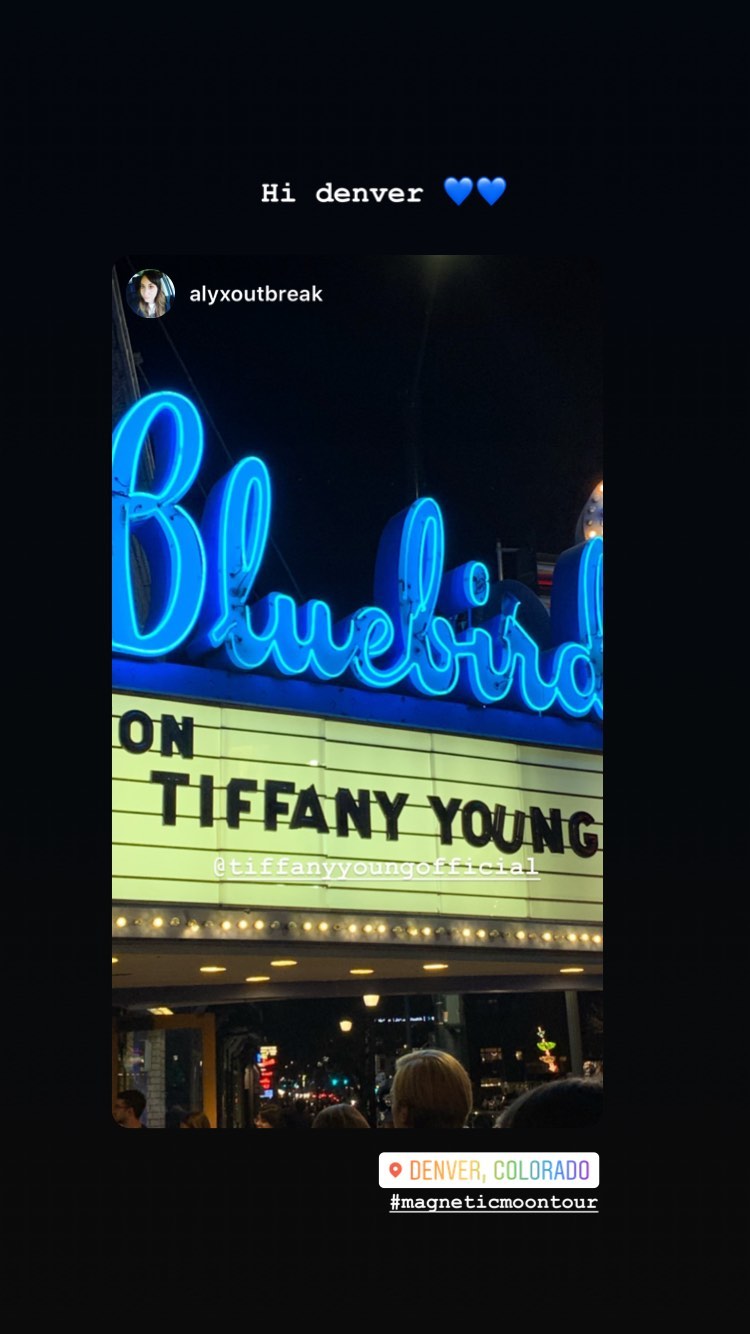 Hi denver 💙💙
alyxoutbreak
Bluebird
ON
TIFFANY YOUNG
@tiffanyyoungofficial
DENVER, COLORADO
#magneticmoontour